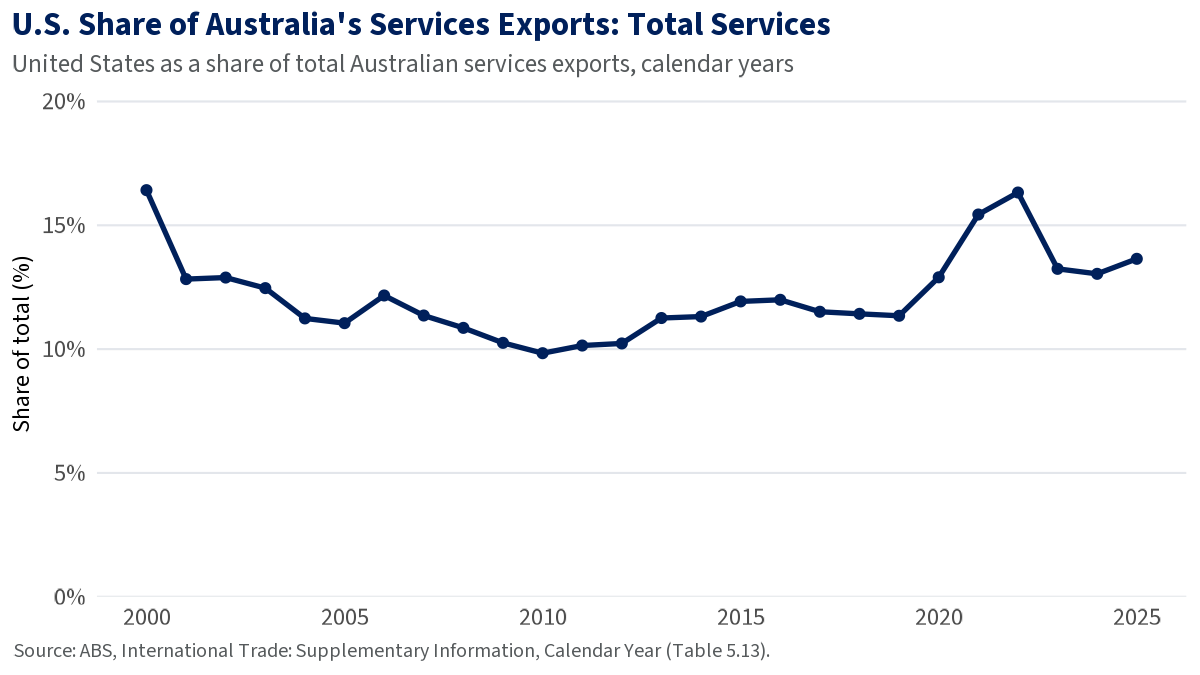 U.S. Share of Australia's Services Exports: Total Services
United States as a share of total Australian services exports, calendar years
Share of total (%)
20%
15%
10%
5%
0%
2000 2005 2010 2015 2020 2025
Source: ABS, International Trade: Supplementary Information, Calendar Year (Table 5.13).